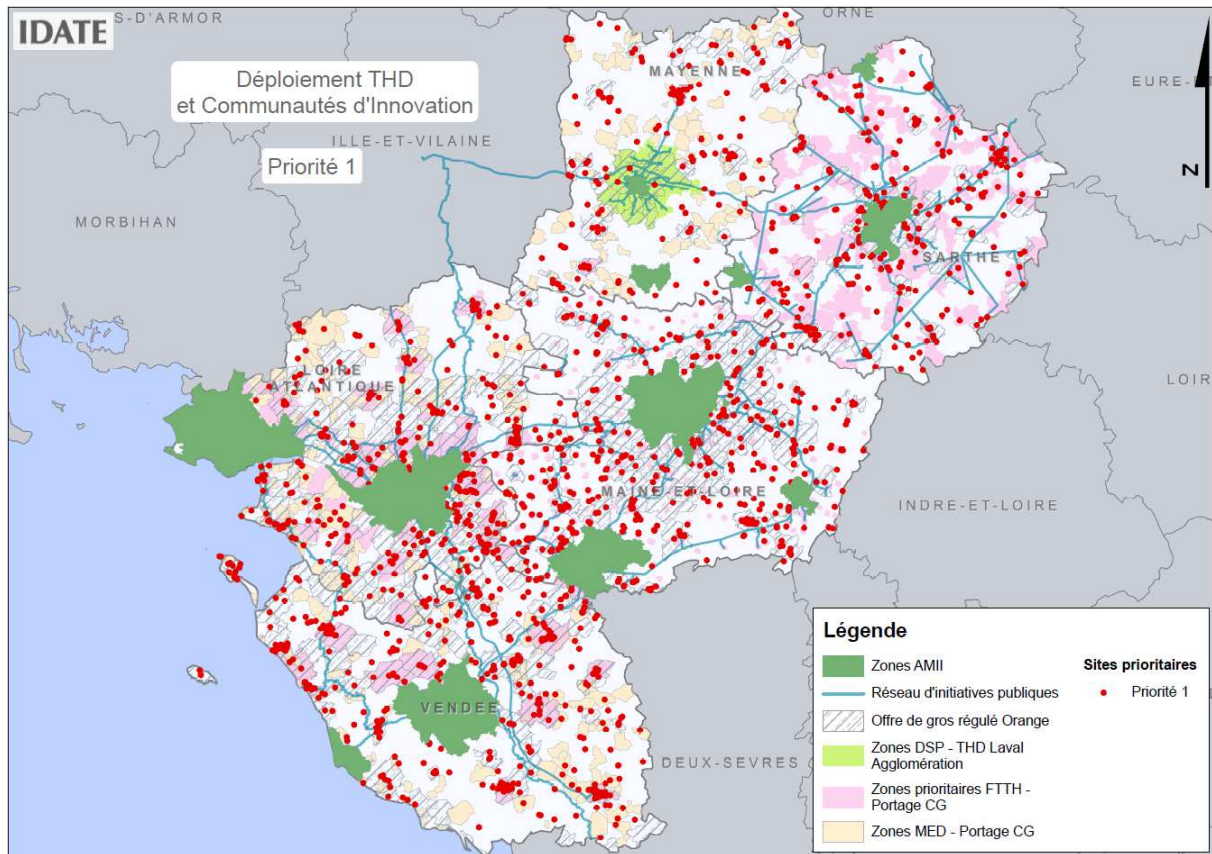 IDATE
S-D'ARMOR
ORNE
Déploiement THD
et Communautés d'Innovation
MAYENNE
EURE-ET
ILLE-ET-VILAINE
Priorité 1
N
MORBIHAN
SARTHE
LOIRE
ATLANTIQUE
LOIR
MAINE-ET-LOIRE
INDRE-ET-LOIRE
VENDEE
DEUX-SEVRES
Légende
Zones AMII
Sites prioritaires
Réseau d'initiatives publiques
Priorité 1
Offre de gros régulé Orange
Zones DSP - THD Laval
Agglomération
Zones prioritaires FTTH -
Portage CG
Zones MED - Portage CG